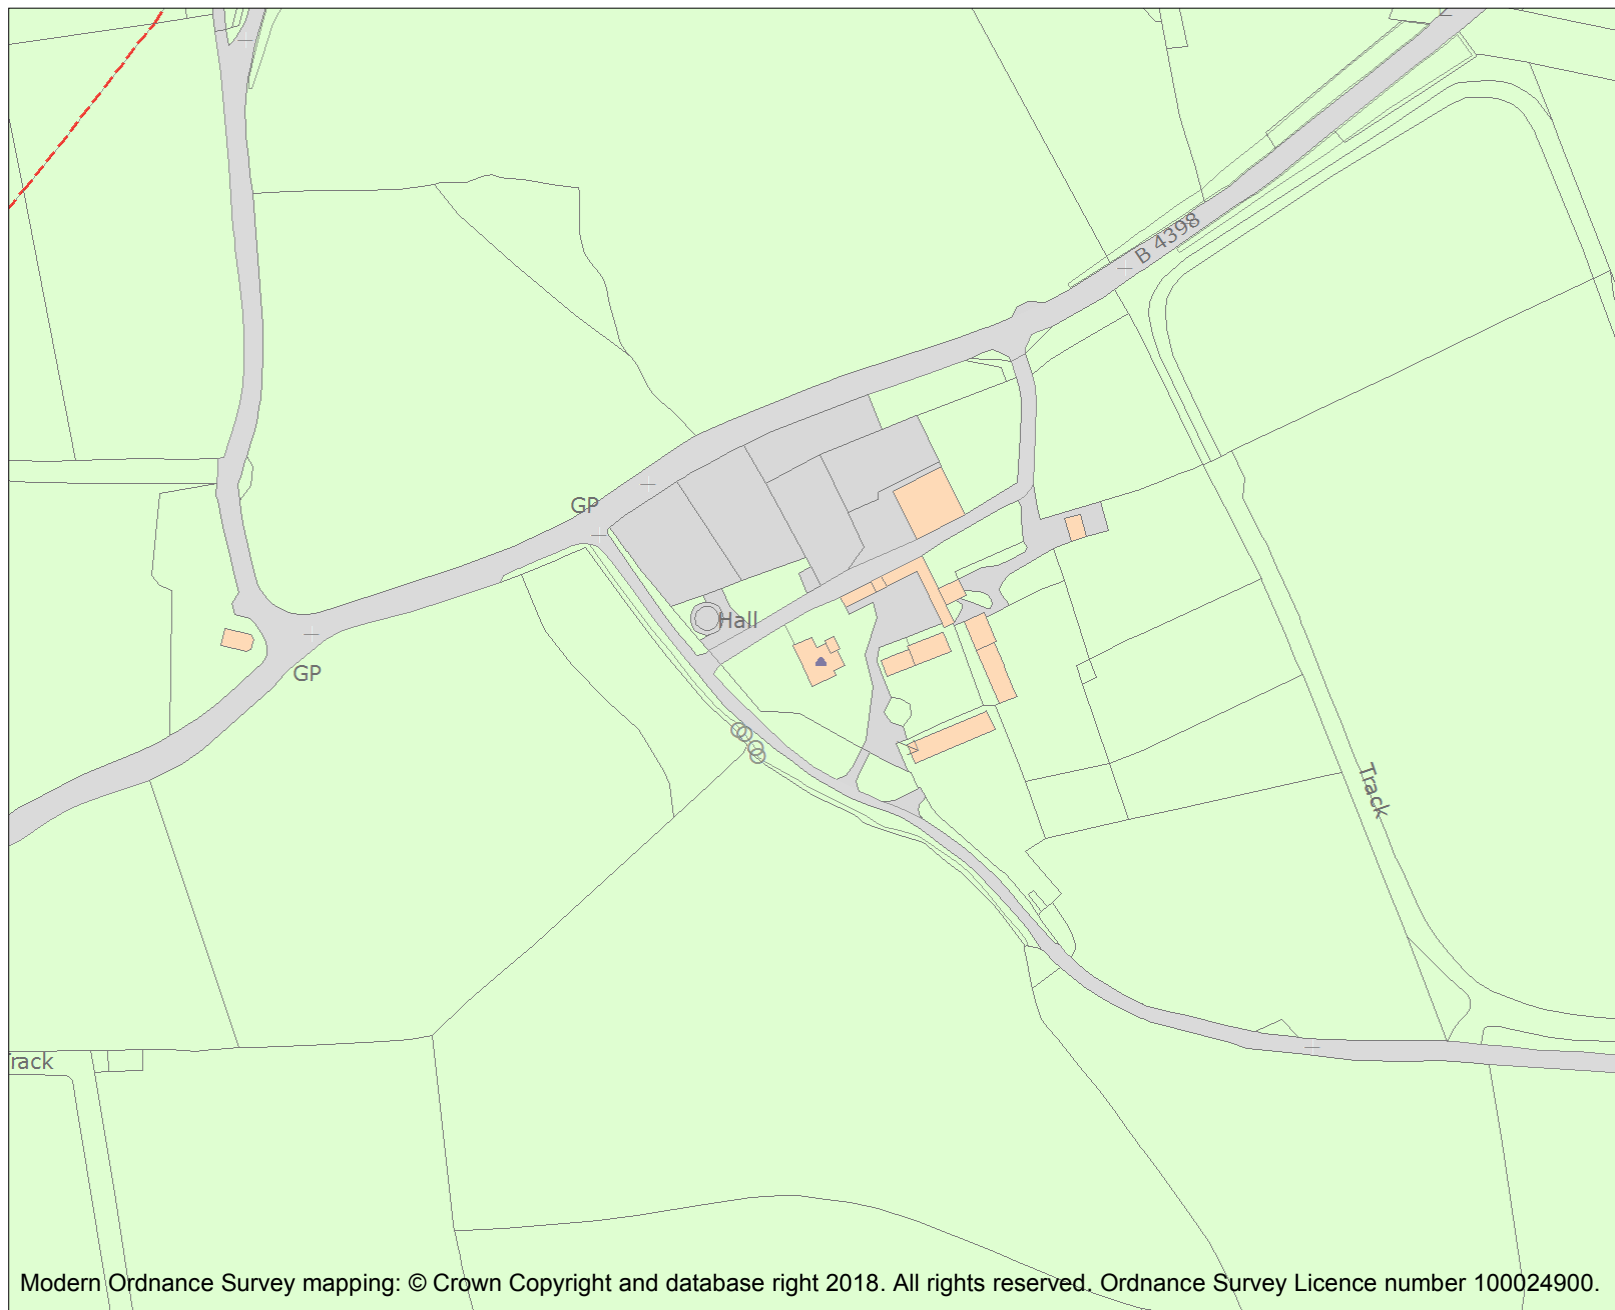 B 4398
GP
Hall
GP
Track
rack
Modern Ordnance Survey mapping: © Crown Copyright and database right 2018. All rights reserved. Ordnance Survey Licence number 100024900.